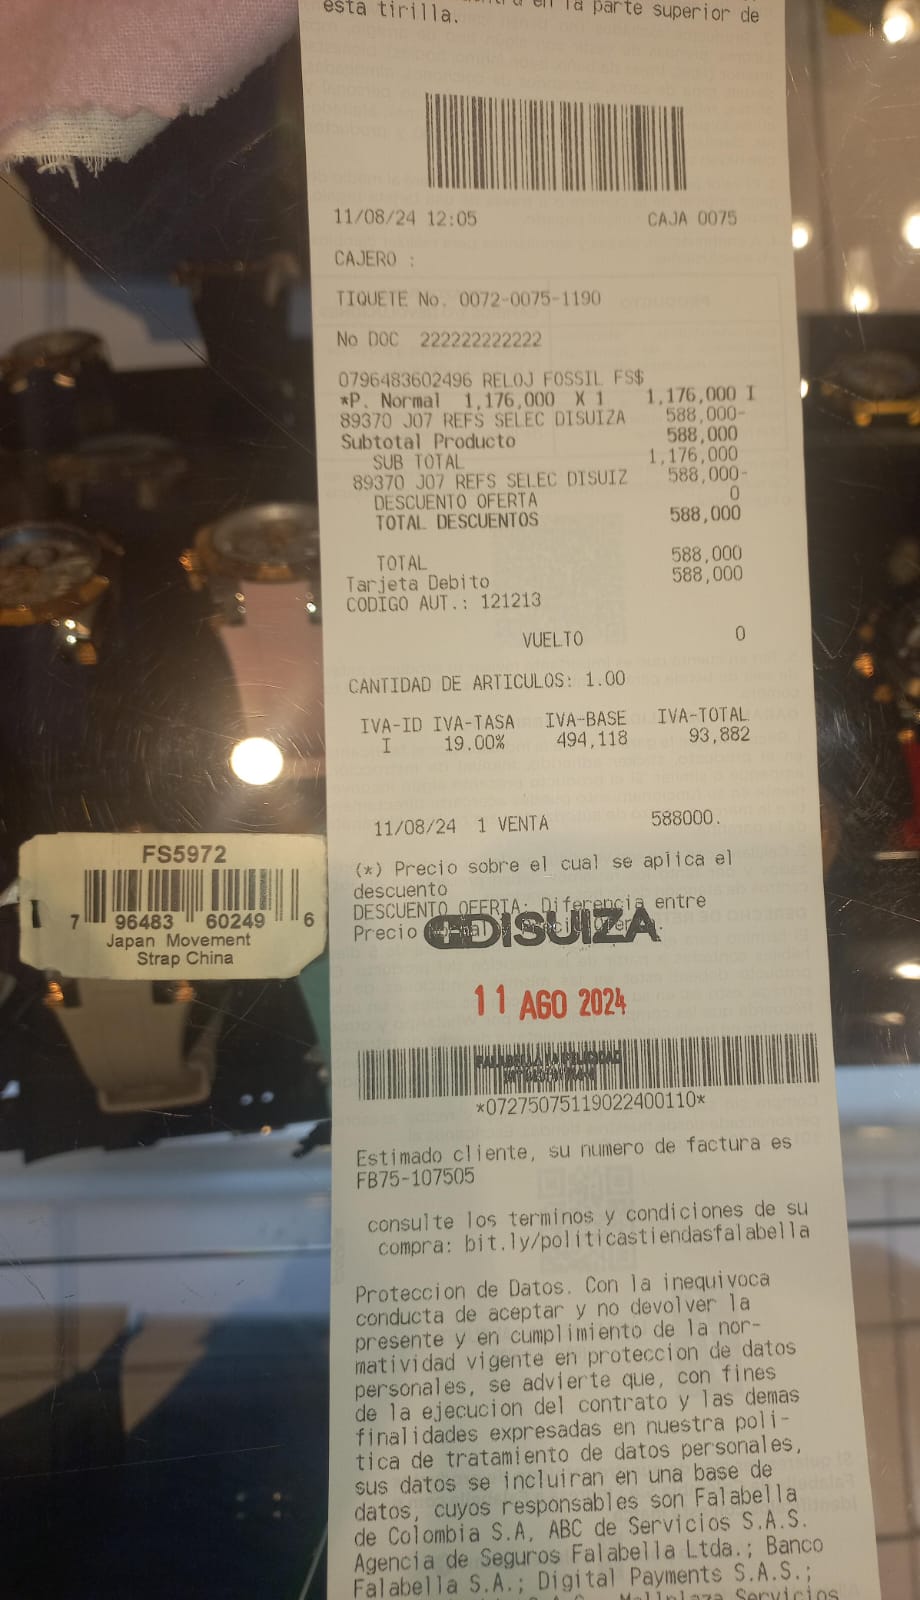 en la parte superior de
esta tirilla.
11/08/24 12:05 CAJA 0075
CAJERO :
TIQUETE No. 0072-0075-1190
No DOC 222222222222
0796483602496 RELOJ FOSSIL FS$
*P. Normal 1,176,000 X 1 1,176,000 I
89370 J07 REFS SELEC DISUIZA 588,000-
Subtotal Producto 588,000
SUB TOTAL 1,176,000
89370 J07 REFS SELEC DISUIZ 588,000-
DESCUENTO OFERTA 0
TOTAL DESCUENTOS 588,000
TOTAL 588,000
Tarjeta Debito 588,000
CODIGO AUT.: 121213
VUELTO 0
CANTIDAD DE ARTICULOS: 1.00
IVA-ID IVA-TASA IVA-BASE IVA-TOTAL
I 19.00% 494,118 93,882
11/08/24 1 VENTA 588000.
(*) Precio sobre el cual se aplica el
descuento
DESCUENTO OFERTA: Diferencia entre
Precio
DISUIZA
11 AGO 2024
*07275075119022400110*
Estimado cliente, su numero de factura es
FB75-107505
consulte los terminos y condiciones de su
compra: bit.ly/politicastiendasfalabella
Proteccion de Datos. Con la inequivoca
conducta de aceptar y no devolver la
presente y en cumplimiento de la nor-
matividad vigente en proteccion de datos
personales, se advierte que, con fines
de la ejecucion del contrato y las demas
finalidades expresadas en nuestra poli-
tica de tratamiento de datos personales,
sus datos se incluiran en una base de
datos, cuyos responsables son Falabella
de Colombia S.A, ABC de Servicios S.A.S.
Agencia de Seguros Falabella Ltda.; Banco
Falabella S.A.; Digital Payments S.A.S.;
Mallplaza Servicios
FS5972
7 96483 60249 6
Japan Movement
Strap China